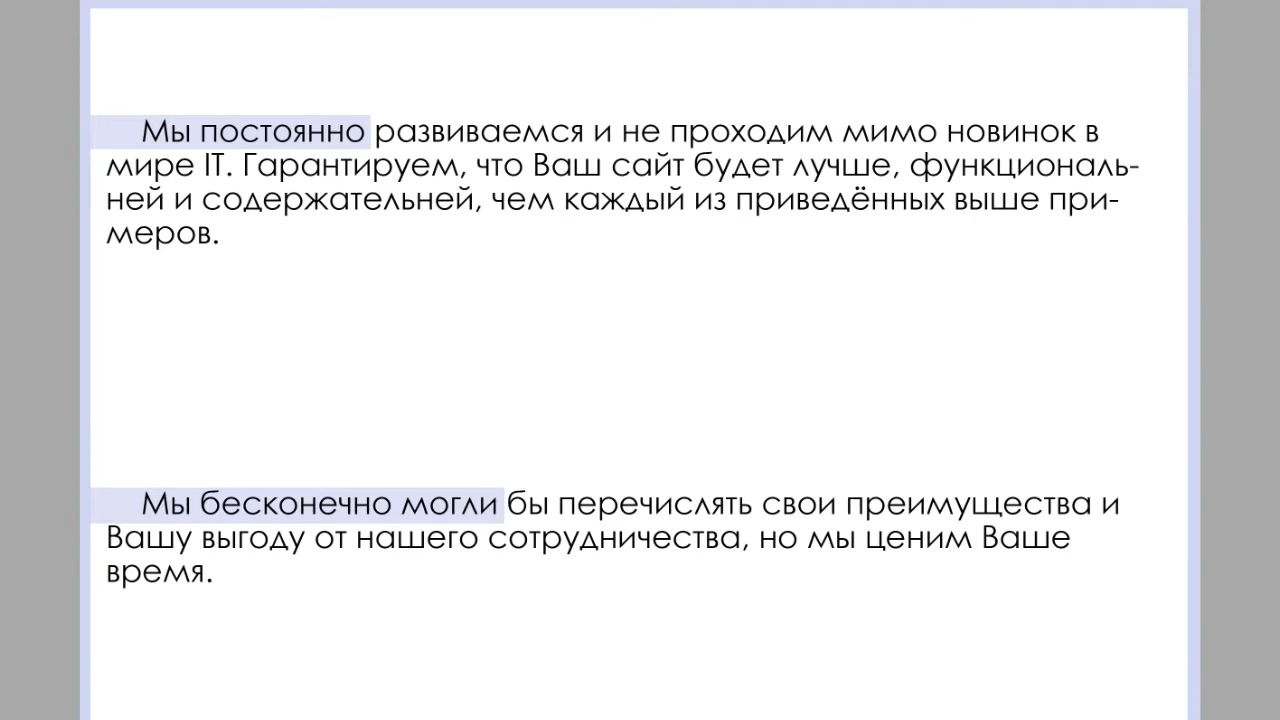 Мы постоянно развиваемся и не проходим мимо новинок в
мире IT. Гарантируем, что Ваш сайт будет лучше, функциональ-
ней и содержательней, чем каждый из приведённых выше при-
меров.
Мы бесконечно могли бы перечислять свои преимущества и
Вашу выгоду от нашего сотрудничества, но мы ценим Ваше
время.